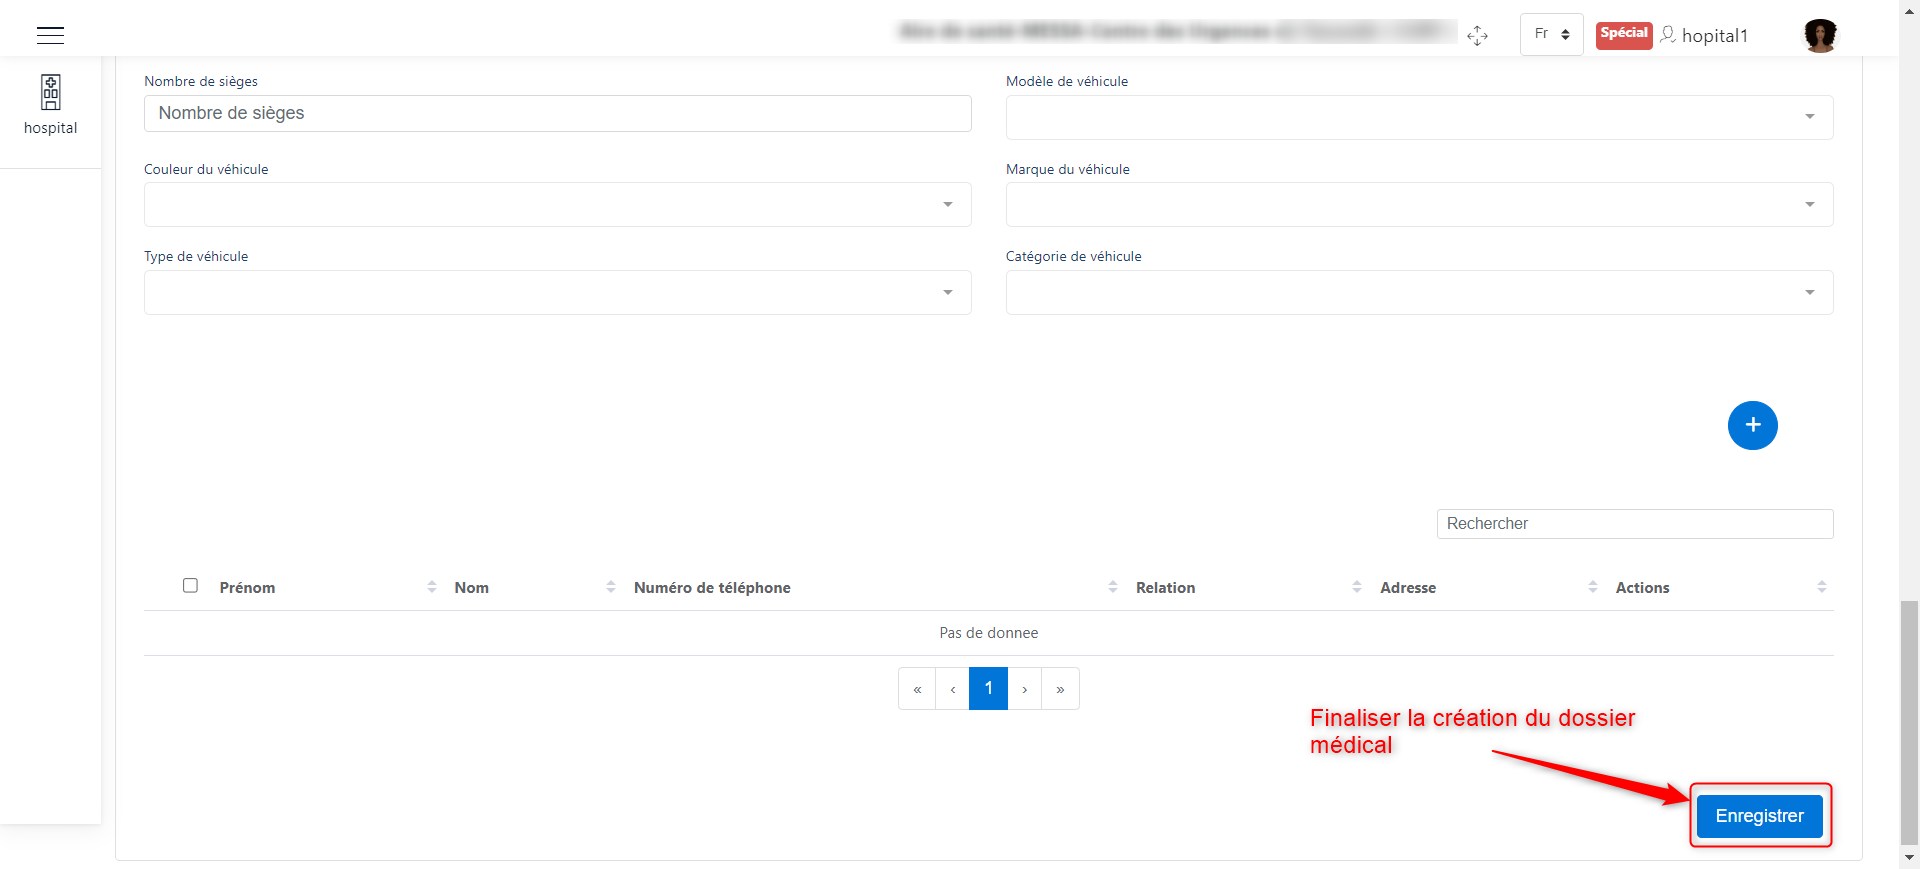 Fr
Spécial
hopital1
hospital
Nombre de sièges
Modèle de véhicule
Nombre de sièges
Couleur du véhicule
Marque du véhicule
Type de véhicule
Catégorie de véhicule
+
Rechercher
Prénom Nom Numéro de téléphone Relation Adresse Actions
Pas de donnee
« ‹ 1 › »
Finaliser la création du dossier
médical
Enregistrer